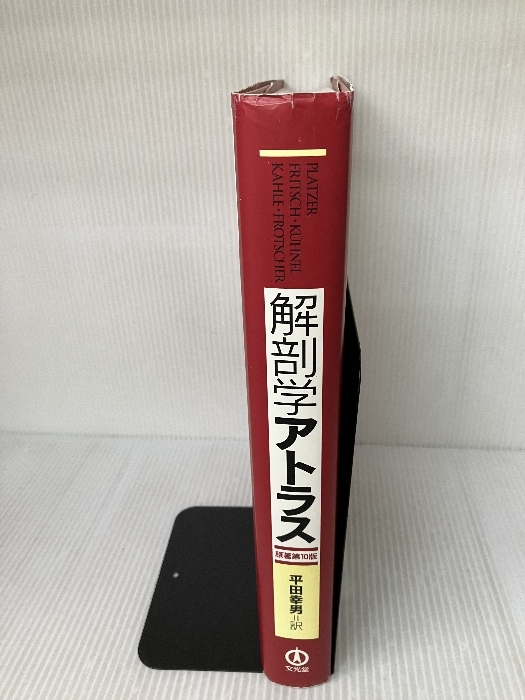 PLATZER
FRITSCH・KÜHNEL
KAHLE・FROTSCHER
解剖学アトラス
原著第10版
平田幸男=訳
文光堂